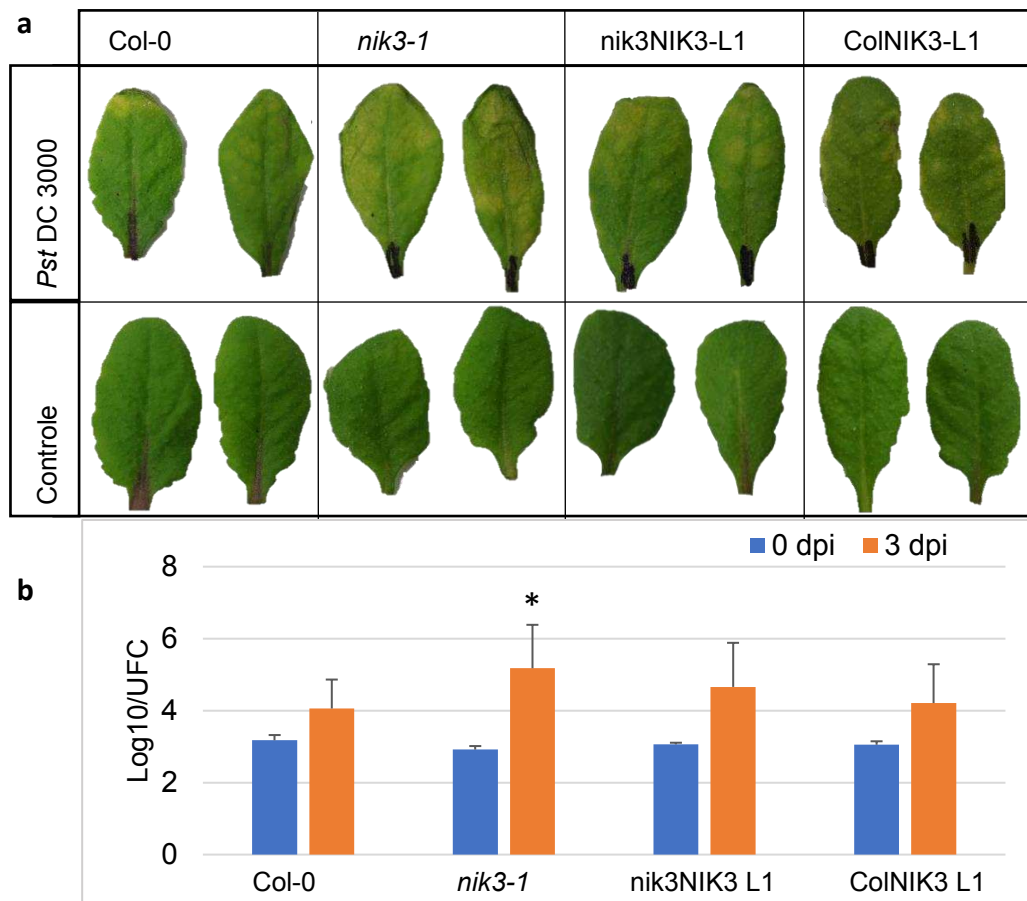 a
Col-0 nik3-1 nik3NIK3-L1 ColNIK3-L1
Pst DC 3000
Controle
b
0 dpi 3 dpi
Log10/UFC
8
6
4
2
0
*
Col-0 nik3-1 nik3NIK3 L1 ColNIK3 L1